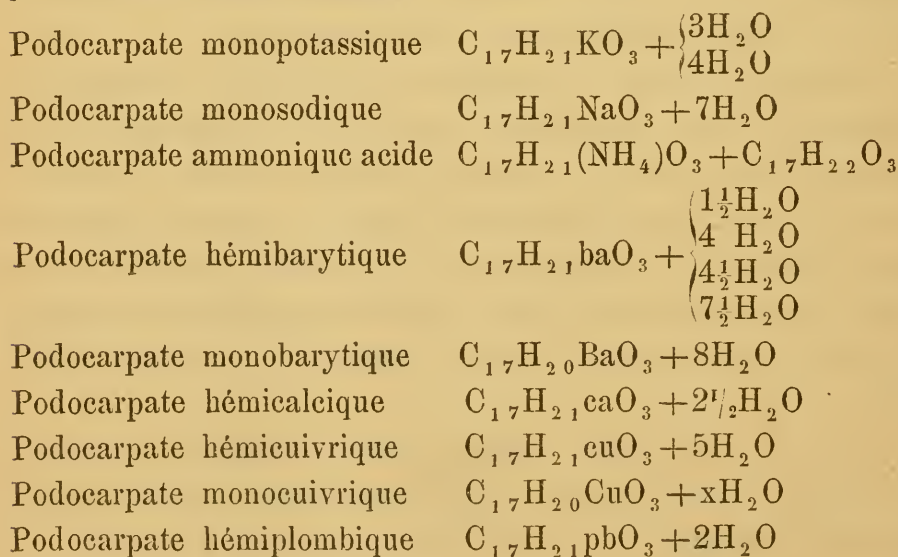 Podocarpate monopotassique C₁₇H₂₁KO₃ + {3H₂O
{4H₂O
Podocarpate monosodique C₁₇H₂₁NaO₃ + 7H₂O
Podocarpate ammonique acide C₁₇H₂₁(NH₄)O₃ + C₁₇H₂₂O₃
{1½H₂O
{4 H₂O
Podocarpate hémibarytique C₁₇H₂₁baO₃ +
{4½H₂O
{7½H₂O
Podocarpate monobarytique C₁₇H₂₀BaO₃ + 8H₂O
Podocarpate hémicalcique C₁₇H₂₁caO₃ + 2½H₂O
Podocarpate hémicuivrique C₁₇H₂₁cuO₃ + 5H₂O
Podocarpate monocuivrique C₁₇H₂₀CuO₃ + xH₂O
Podocarpate hémiplombique C₁₇H₂₁pbO₃ + 2H₂O